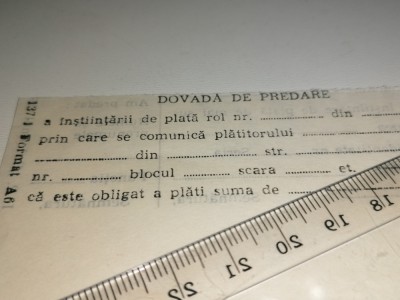 DOVADĂ DE PREDARE
a înștiințării de plată rol nr. ................ din
prin care se comunică plătitorului ................
................ din ................ str. ................
nr. ................ blocul ................ scara ................ et.
că este obligat a plăti suma de ................
Format A6
18 19 20 21 22